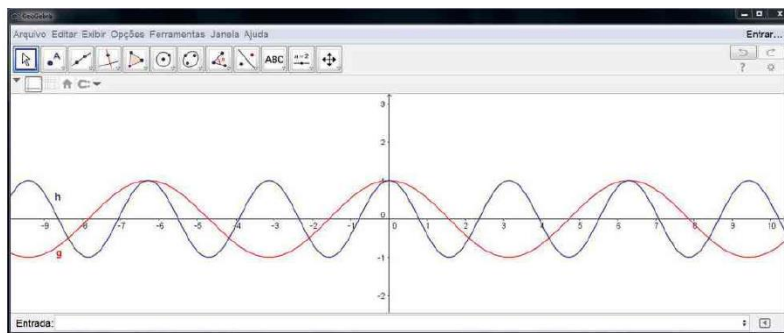 GeoGebra
Arquivo Editar Exibir Opções Ferramentas Janela Ajuda Entrar...
A ABC a=2
?
3
2
h
1
0
-9 -8 -7 -6 -5 -4 -3 -2 -1 0 1 2 3 4 5 6 7 8 9 10
g
-1
-2
Entrada: